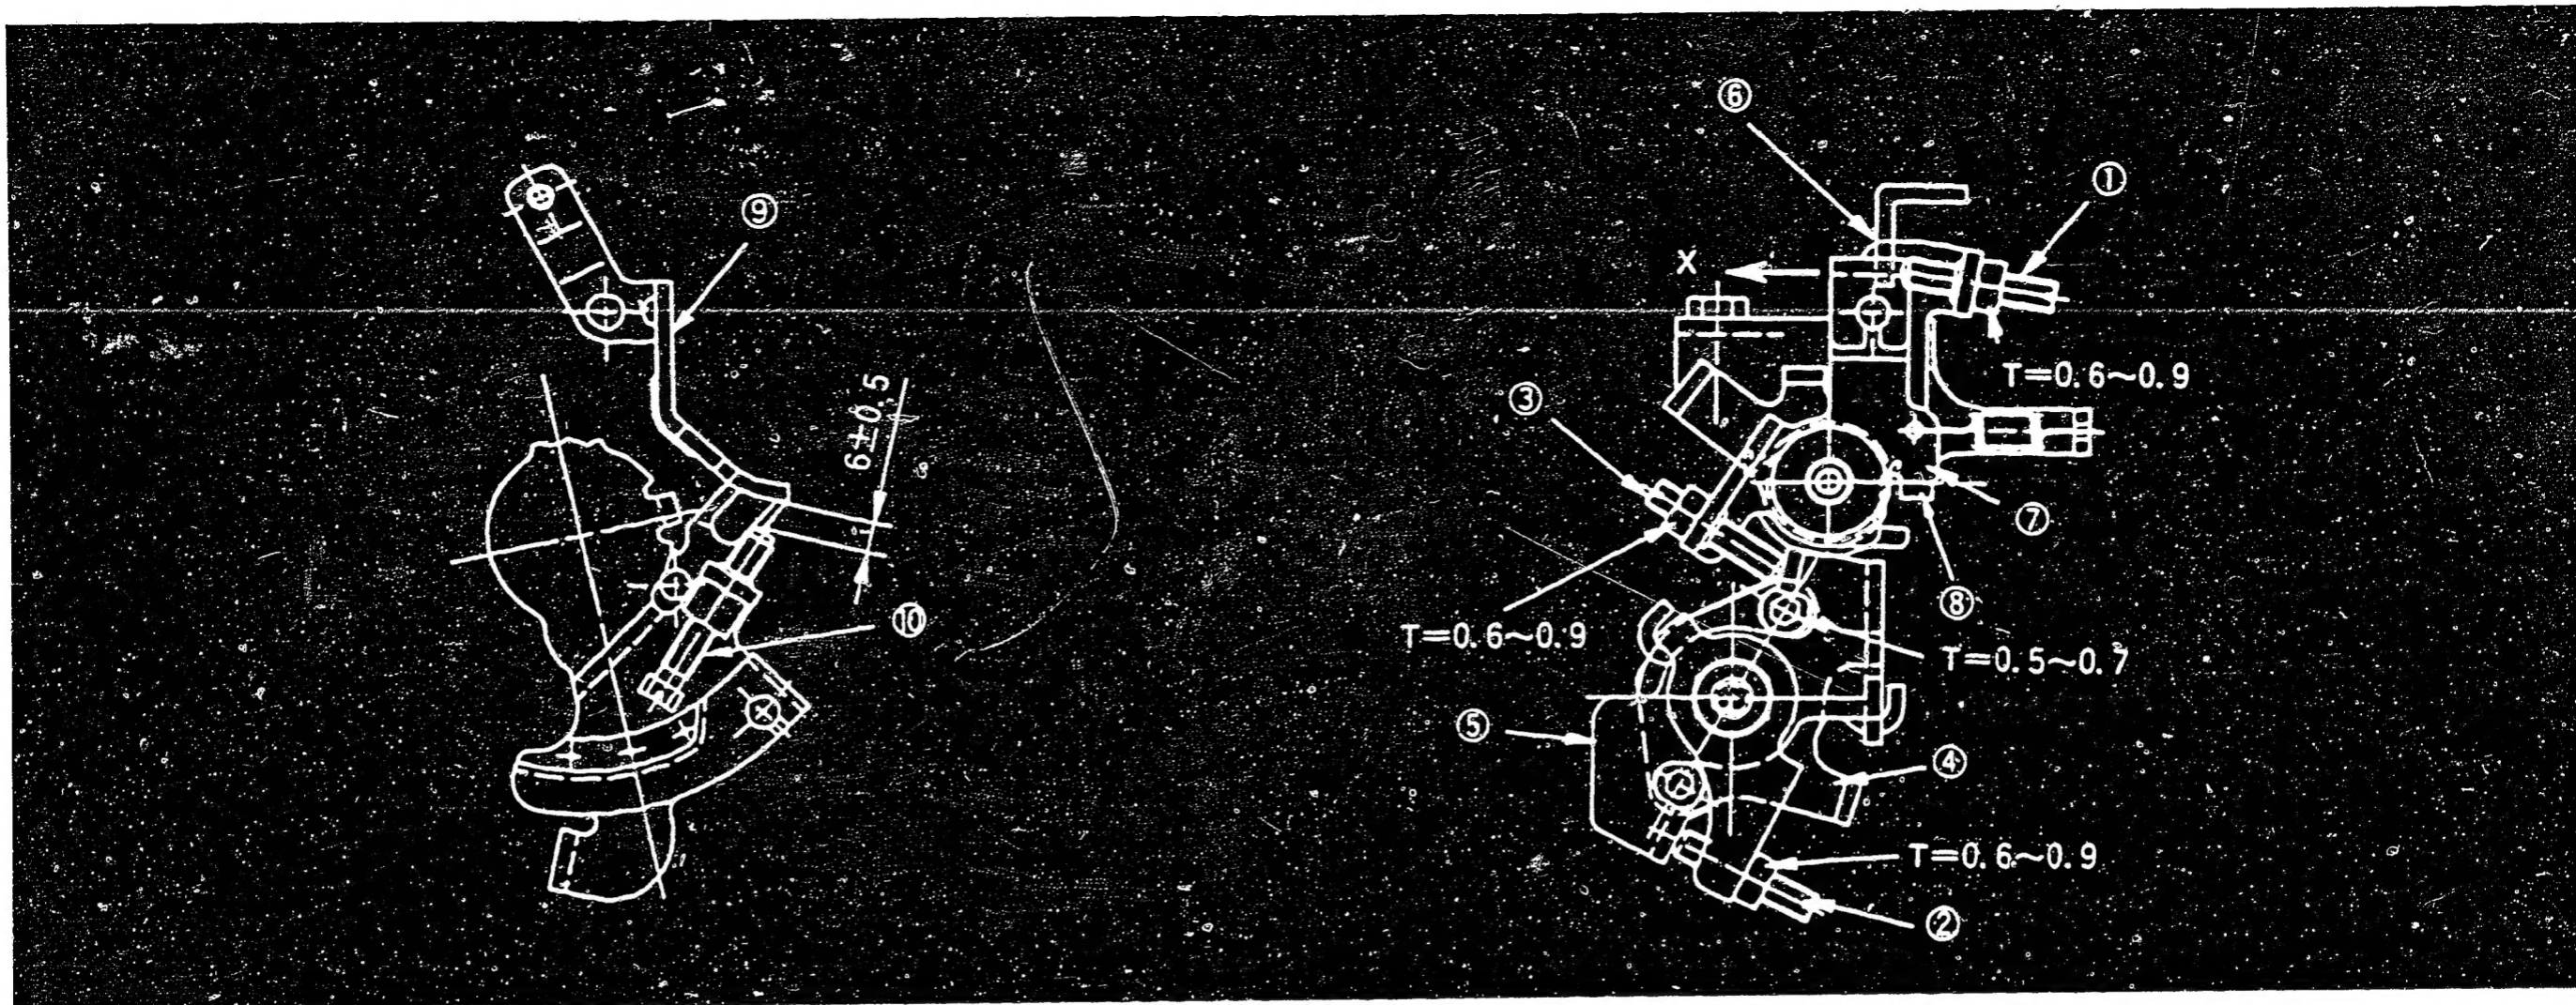 ⑨
6±0.5
⑩
⑥
①
X
T=0.6~0.9
③
⑦
⑧
T=0.6~0.9
T=0.5~0.7
⑤
④
T=0.6~0.9
②